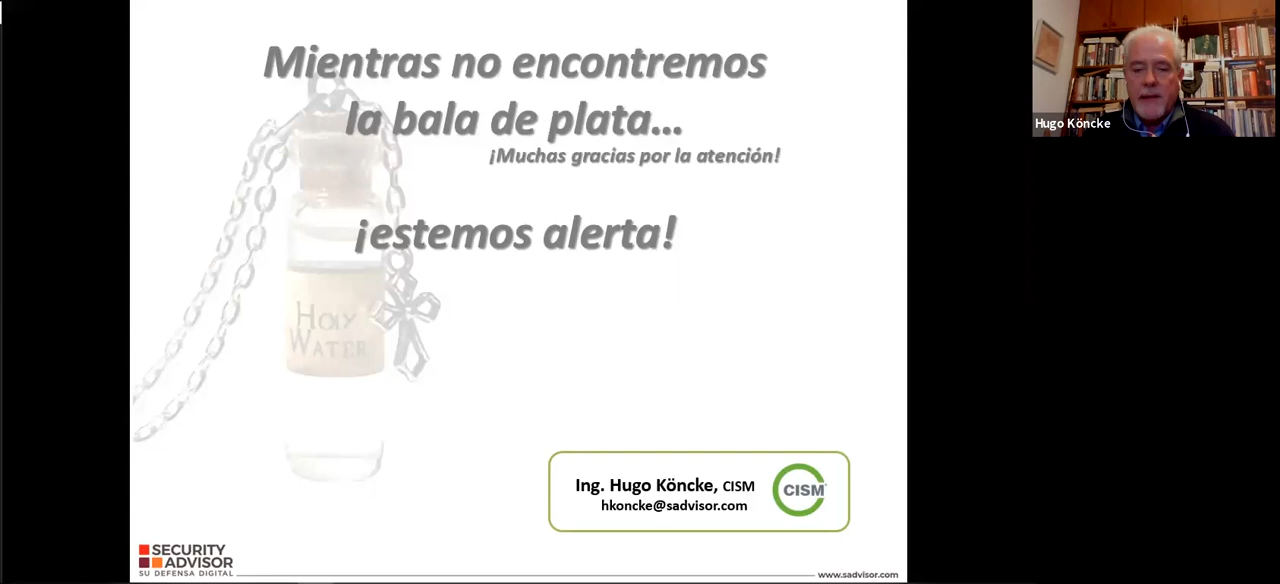 Mientras no encontremos
la bala de plata...
¡Muchas gracias por la atención!
¡estemos alerta!
HOLY
WATER
Ing. Hugo Köncke, CISM
hkoncke@sadvisor.com
CISM
SECURITY
ADVISOR
SU DEFENSA DIGITAL
www.sadvisor.com
Hugo Köncke